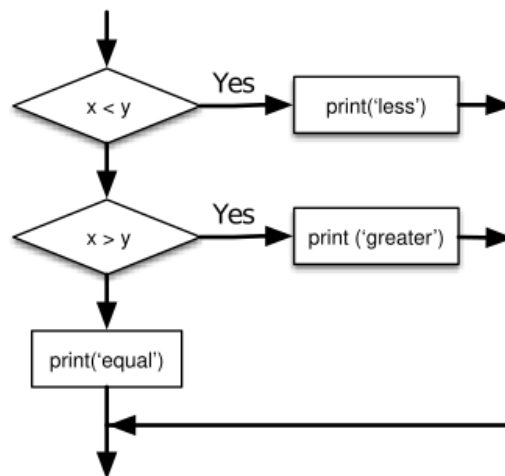 x < y
Yes
print(‘less’)
x > y
Yes
print (‘greater’)
print(‘equal’)